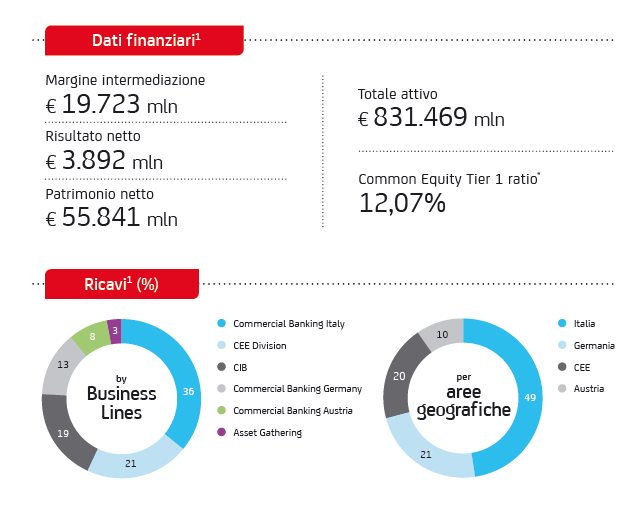 Dati finanziari1
Margine intermediazione
€ 19.723 mln
Risultato netto
€ 3.892 mln
Patrimonio netto
€ 55.841 mln
Totale attivo
€ 831.469 mln
Common Equity Tier 1 ratio*
12,07%
Ricavi1 (%)
by
Business
Lines
36
21
19
13
8
3
Commercial Banking Italy
CEE Division
CIB
Commercial Banking Germany
Commercial Banking Austria
Asset Gathering
per
aree
geografiche
49
21
20
10
Italia
Germania
CEE
Austria